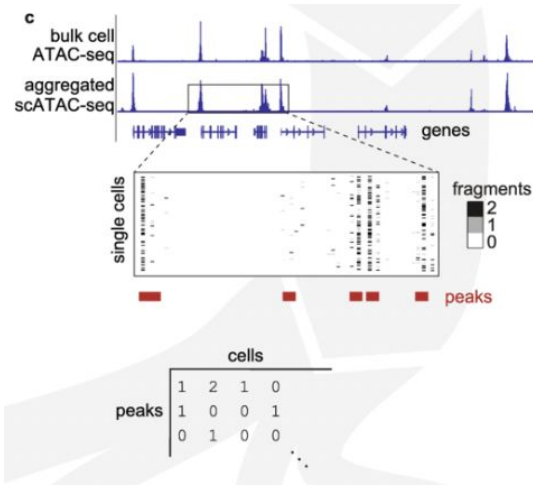 c
bulk cell
ATAC-seq
aggregated
scATAC-seq
genes
single cells
fragments
2
1
0
peaks
cells
peaks
1 2 1 0
1 0 0 1
0 1 0 0